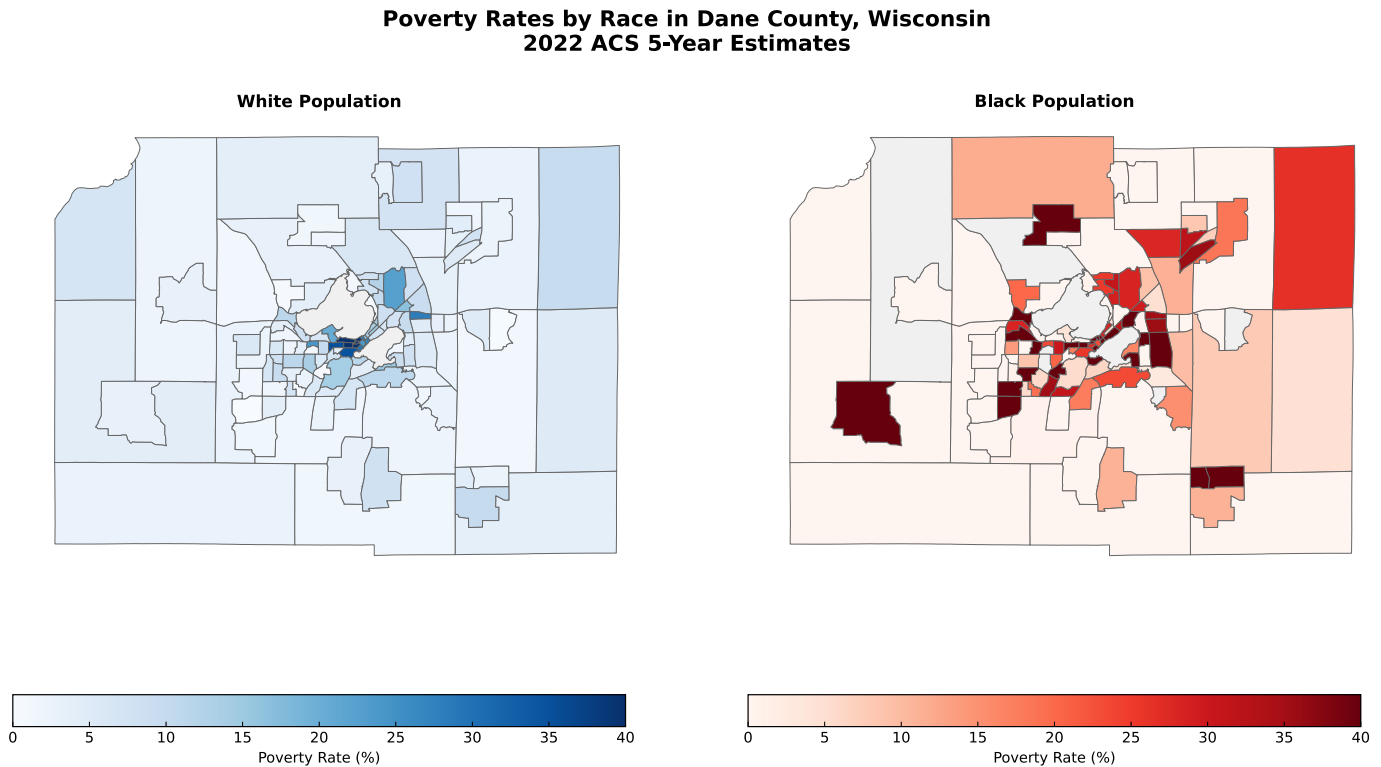 Poverty Rates by Race in Dane County, Wisconsin
2022 ACS 5-Year Estimates
White Population
Black Population
0 5 10 15 20 25 30 35 40
Poverty Rate (%)
0 5 10 15 20 25 30 35 40
Poverty Rate (%)